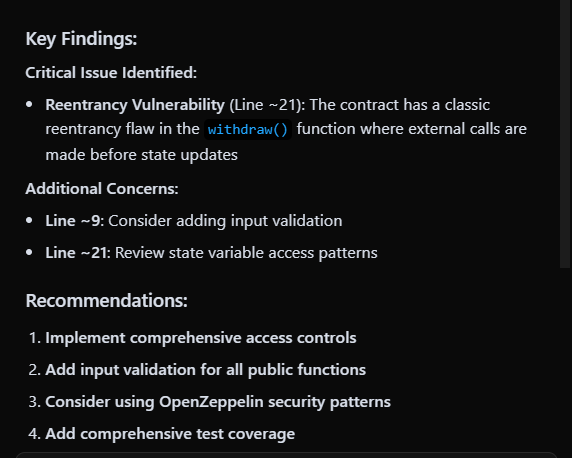 Key Findings:
Critical Issue Identified:
• Reentrancy Vulnerability (Line ~21): The contract has a classic
reentrancy flaw in the withdraw() function where external calls are
made before state updates
Additional Concerns:
• Line ~9: Consider adding input validation
• Line ~21: Review state variable access patterns
Recommendations:
1. Implement comprehensive access controls
2. Add input validation for all public functions
3. Consider using OpenZeppelin security patterns
4. Add comprehensive test coverage